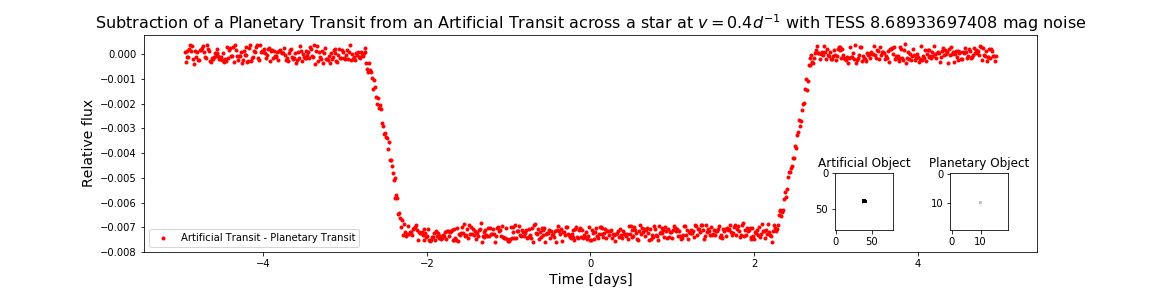 Subtraction of a Planetary Transit from an Artificial Transit across a star at v = 0.4d⁻¹ with TESS 8.68933697408 mag noise
Relative flux
0.000
−0.001
−0.002
−0.003
−0.004
−0.005
−0.006
−0.007
−0.008
Artificial Transit - Planetary Transit
Artificial Object
0
50
0 50
Planetary Object
0
10
0 10
−4 −2 0 2 4
Time [days]